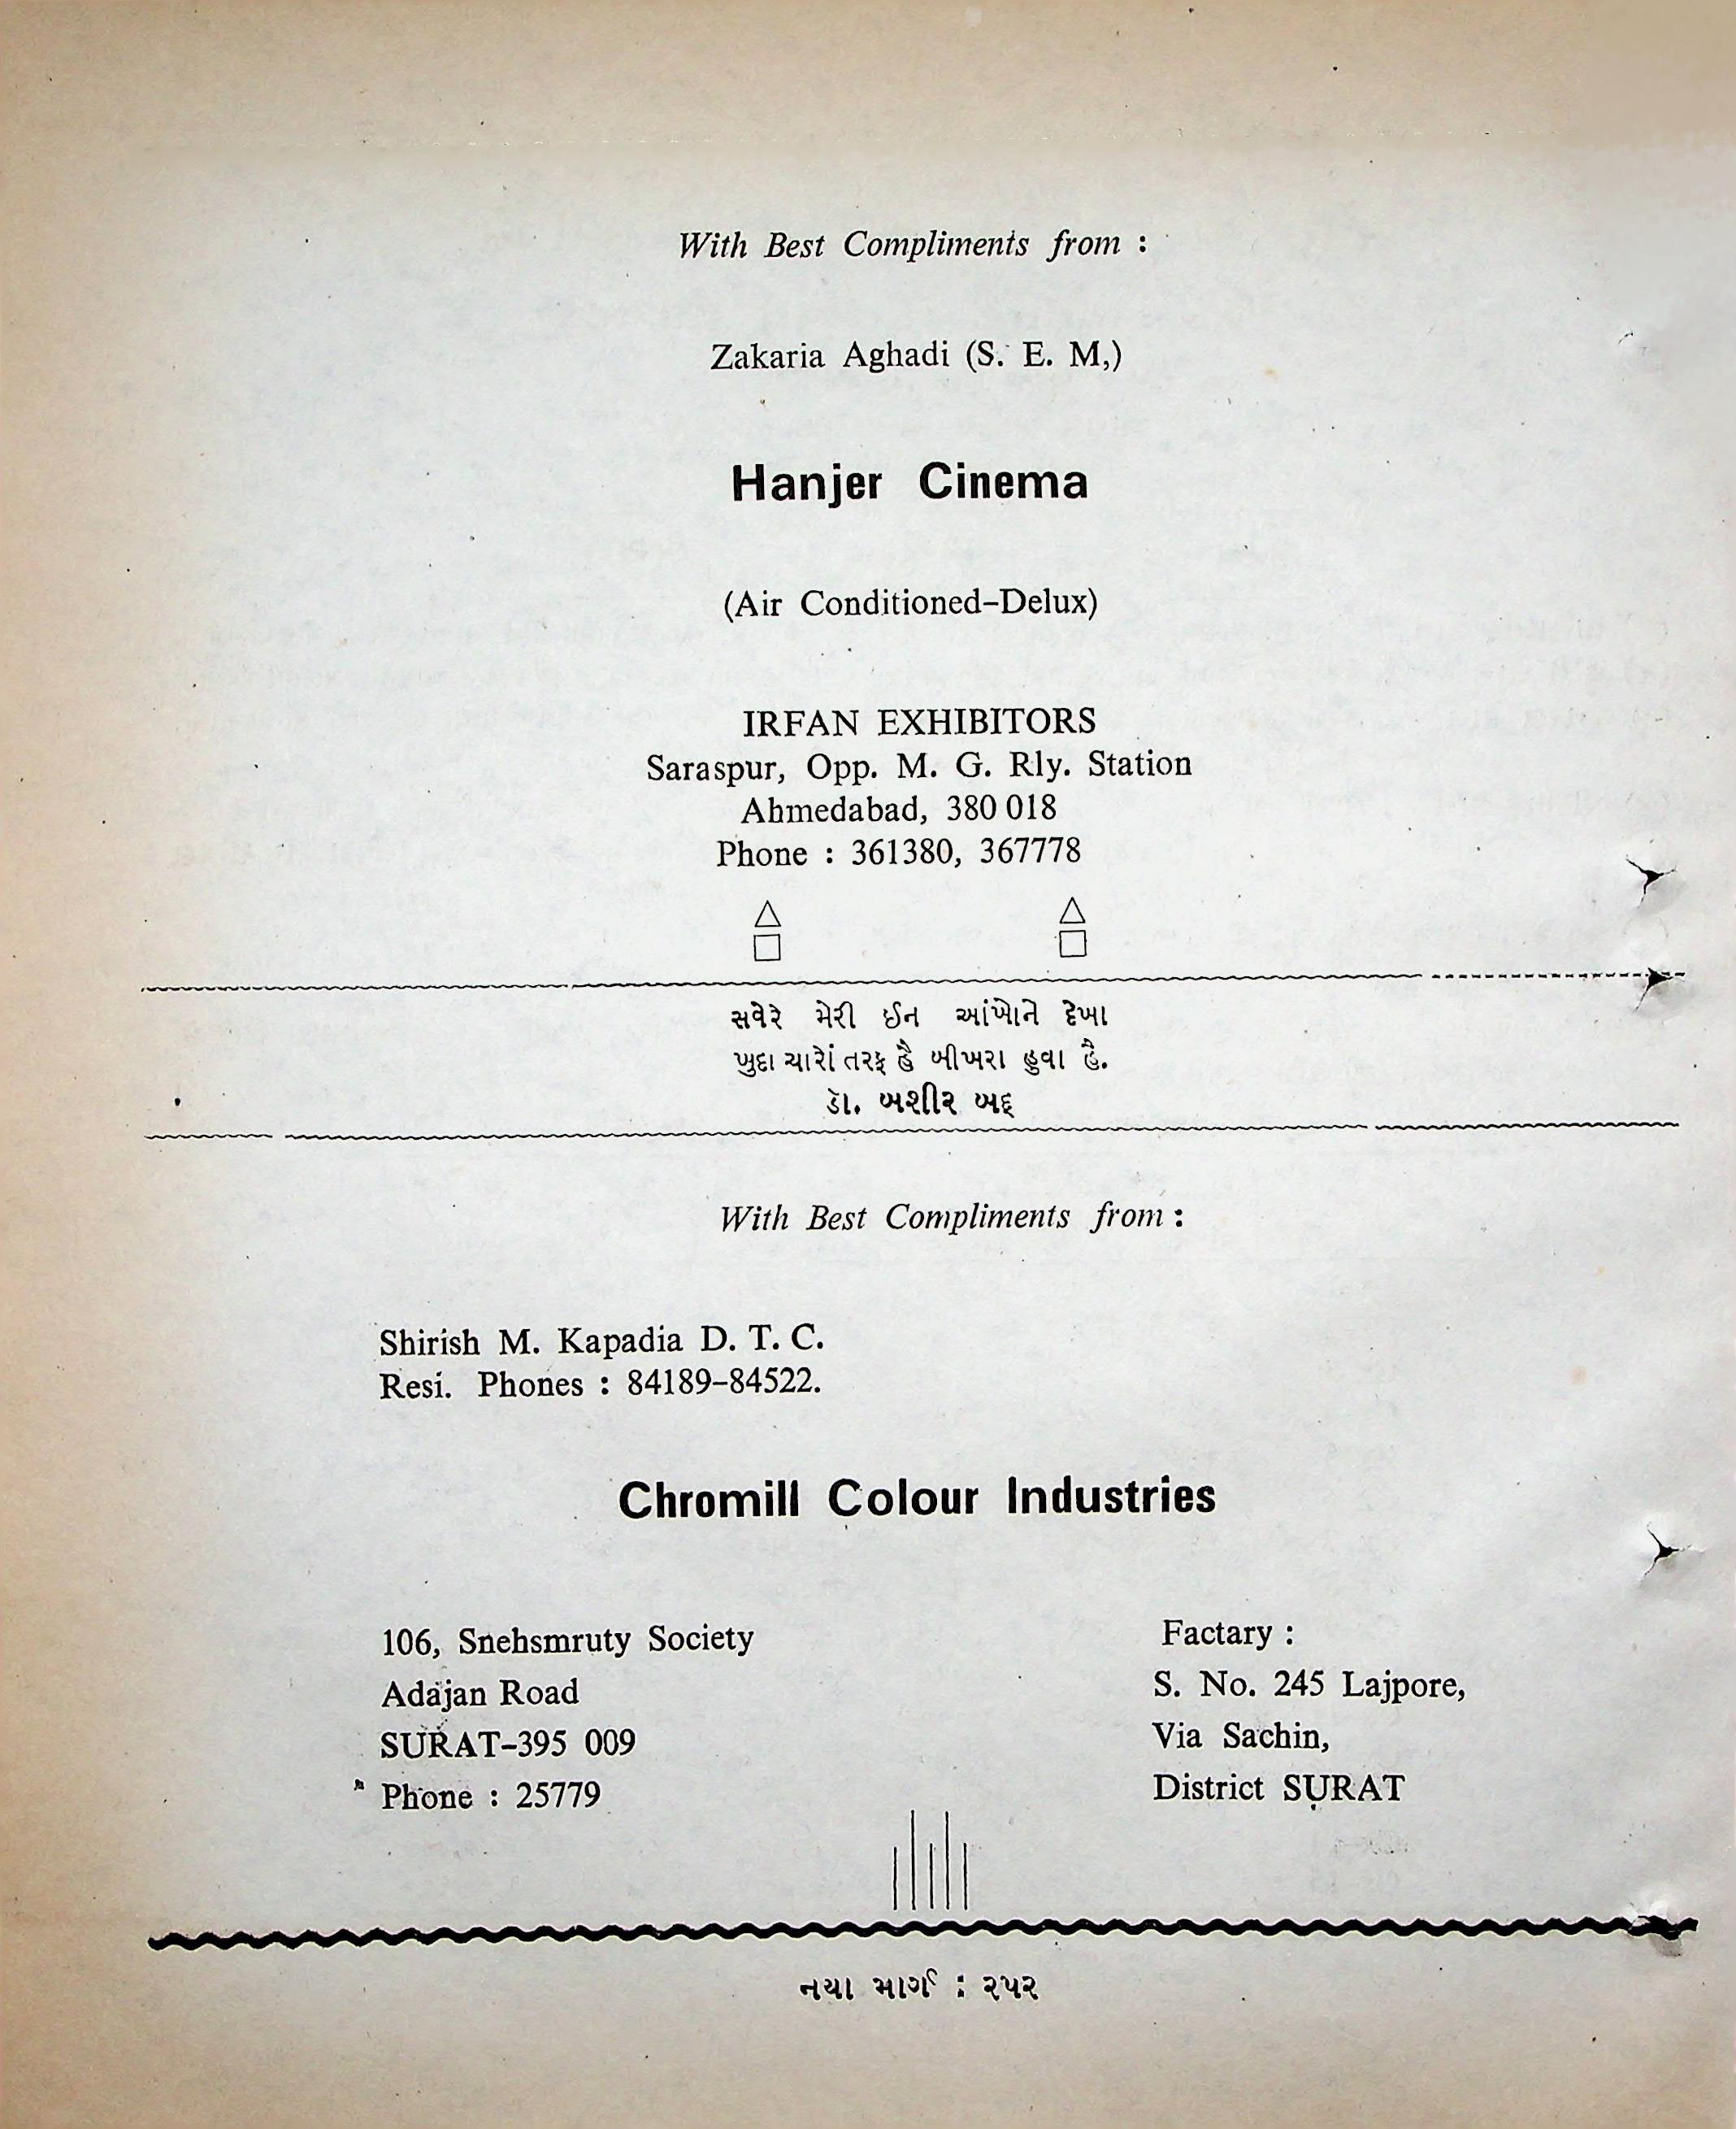 With Best Compliments from :
Zakaria Aghadi (S. E. M,)
Hanjer Cinema
(Air Conditioned-Delux)
IRFAN EXHIBITORS
Saraspur, Opp. M. G. Rly. Station
Ahmedabad, 380 018
Phone : 361380, 367778
સવેરે મેરી ઈન આંખોને દેખા
ખુદા ચારોં તરફ હૈ બીખરા હુવા હૈ.
ડૉ. બશીર બદ્ર
With Best Compliments from :
Shirish M. Kapadia D. T. C.
Resi. Phones : 84189-84522.
Chromill Colour Industries
106, Snehsmruty Society
Adajan Road
SURAT-395 009
Phone : 25779
Factary :
S. No. 245 Lajpore,
Via Sachin,
District SURAT
નયા માર્ગ : ૨૫૨